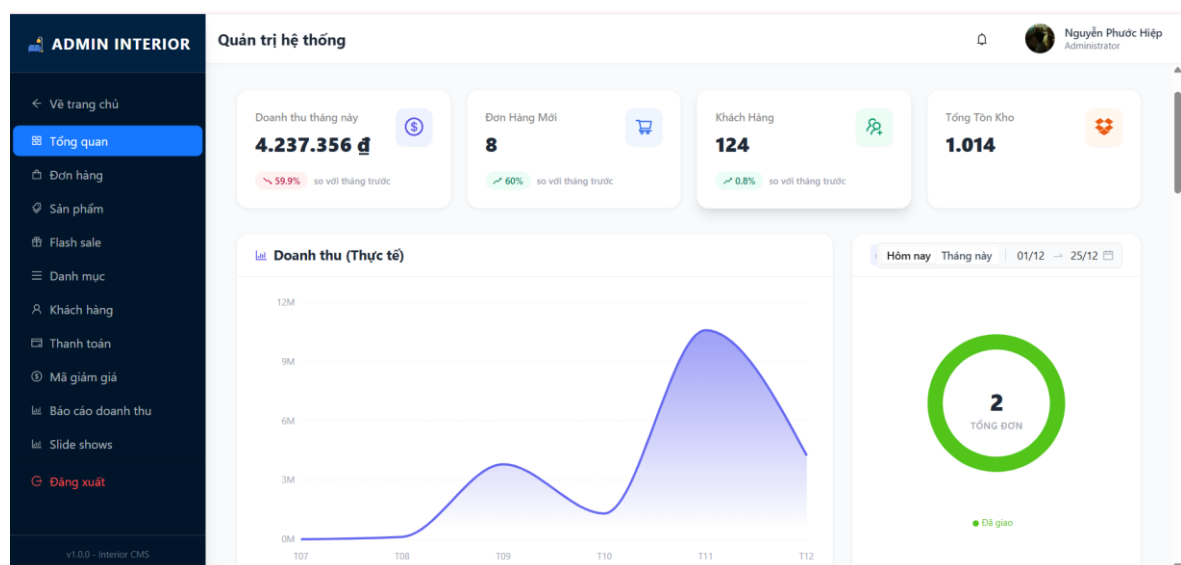 ADMIN INTERIOR
Về trang chủ
Tổng quan
Đơn hàng
Sản phẩm
Flash sale
Danh mục
Khách hàng
Thanh toán
Mã giảm giá
Báo cáo doanh thu
Slide shows
Đăng xuất
v1.0.0 - Interior CMS
Quản trị hệ thống
Nguyễn Phước Hiệp
Administrator
Doanh thu tháng này
4.237.356 ₫
59.9% so với tháng trước
Đơn Hàng Mới
8
60% so với tháng trước
Khách Hàng
124
0.8% so với tháng trước
Tổng Tồn Kho
1.014
Doanh thu (Thực tế)
12M
9M
6M
3M
0M
T07 T08 T09 T10 T11 T12
Hôm nay Tháng này 01/12 → 25/12
2
TỔNG ĐƠN
Đã giao